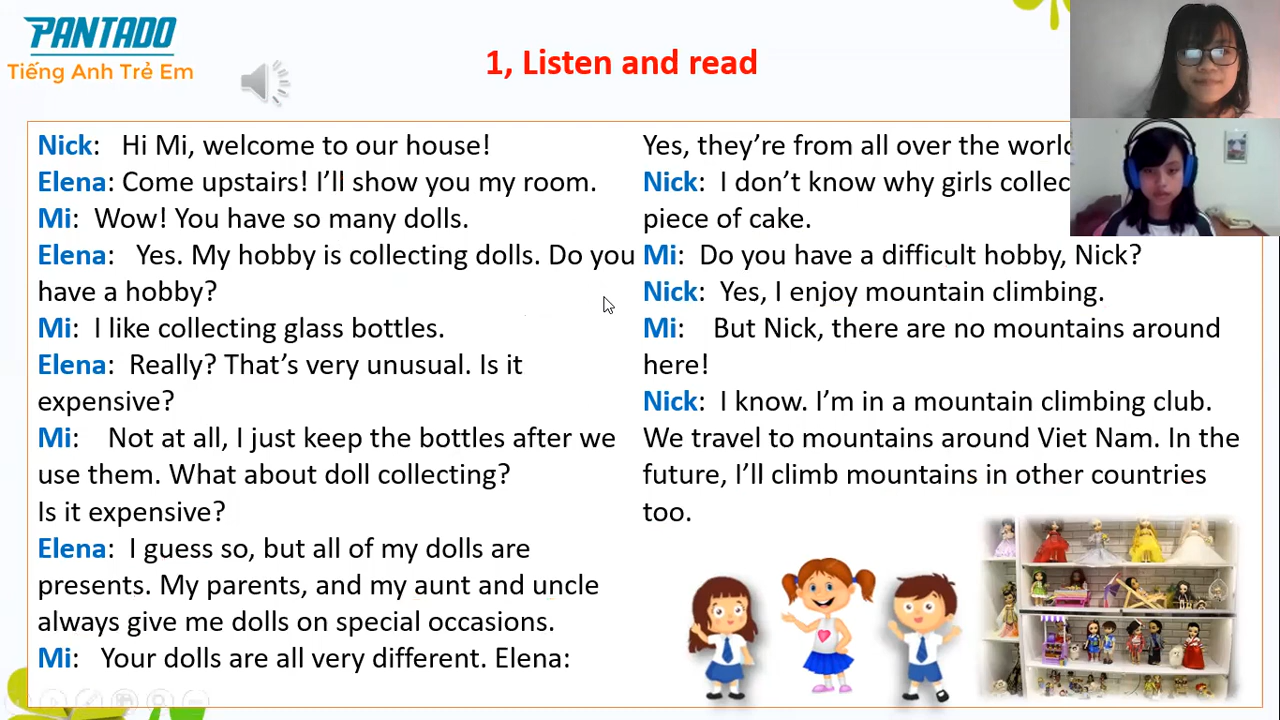 PANTADO
Tiếng Anh Trẻ Em
1, Listen and read
Nick: Hi Mi, welcome to our house!
Elena: Come upstairs! I’ll show you my room.
Mi: Wow! You have so many dolls.
Elena: Yes. My hobby is collecting dolls. Do you
have a hobby?
Mi: I like collecting glass bottles.
Elena: Really? That’s very unusual. Is it
expensive?
Mi: Not at all, I just keep the bottles after we
use them. What about doll collecting?
Is it expensive?
Elena: I guess so, but all of my dolls are
presents. My parents, and my aunt and uncle
always give me dolls on special occasions.
Mi: Your dolls are all very different. Elena:
Yes, they’re from all over the world
Nick: I don’t know why girls collec
piece of cake.
Mi: Do you have a difficult hobby, Nick?
Nick: Yes, I enjoy mountain climbing.
Mi: But Nick, there are no mountains around
here!
Nick: I know. I’m in a mountain climbing club.
We travel to mountains around Viet Nam. In the
future, I’ll climb mountains in other countries
too.